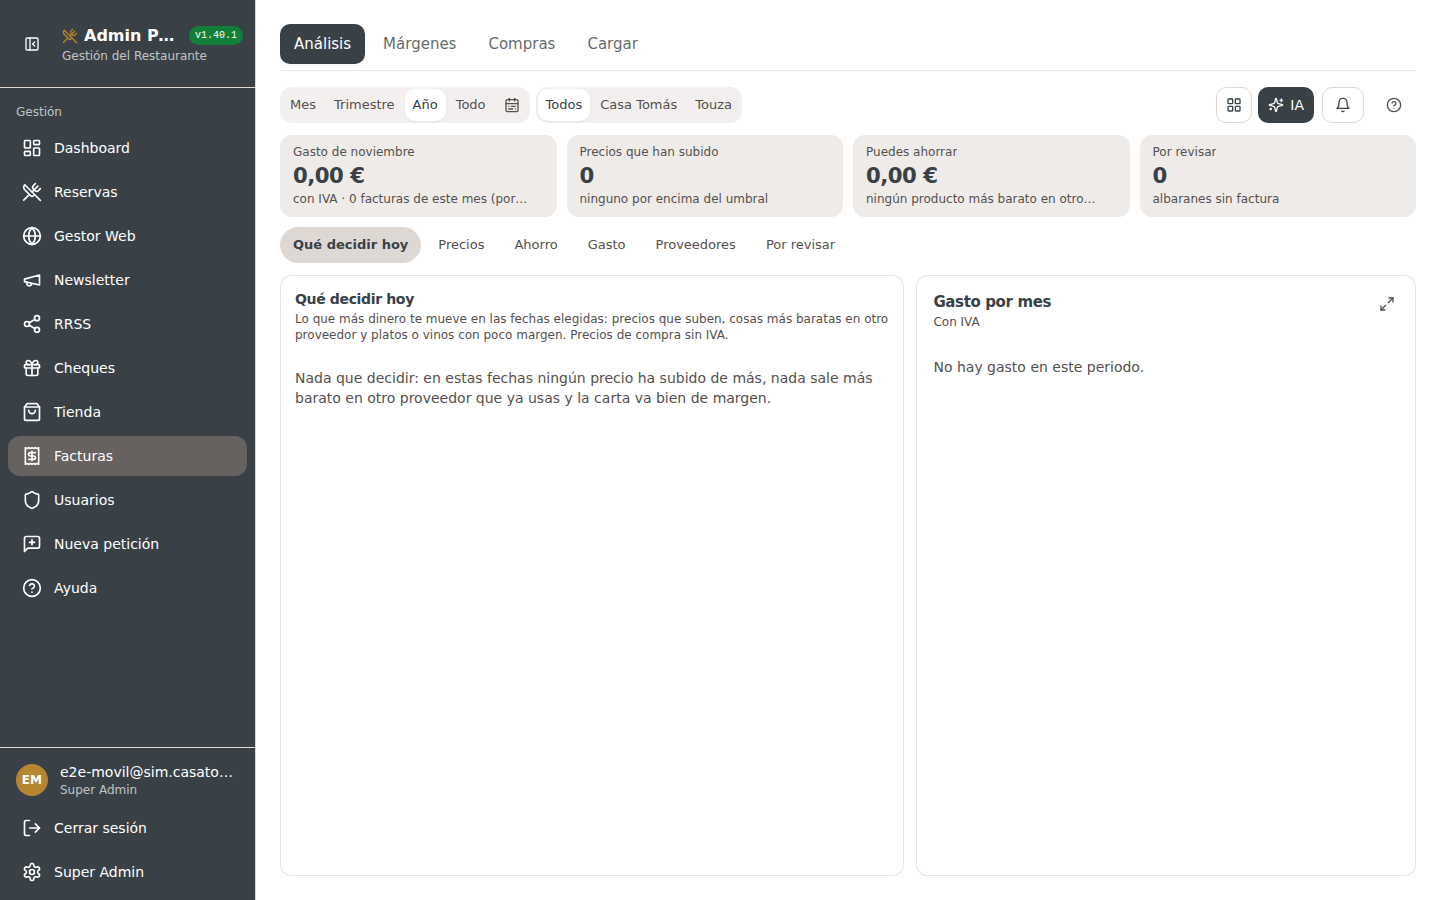 Admin P...
v1.40.1
Gestión del Restaurante
Gestión
Dashboard
Reservas
Gestor Web
Newsletter
RRSS
Cheques
Tienda
Facturas
Usuarios
Nueva petición
Ayuda
EM
e2e-movil@sim.casato...
Super Admin
Cerrar sesión
Super Admin
Análisis Márgenes Compras Cargar
Mes Trimestre Año Todo Todos Casa Tomás Touza IA
Gasto de noviembre
0,00 €
con IVA · 0 facturas de este mes (por...
Precios que han subido
0
ninguno por encima del umbral
Puedes ahorrar
0,00 €
ningún producto más barato en otro...
Por revisar
0
albaranes sin factura
Qué decidir hoy Precios Ahorro Gasto Proveedores Por revisar
Qué decidir hoy
Lo que más dinero te mueve en las fechas elegidas: precios que suben, cosas más baratas en otro
proveedor y platos o vinos con poco margen. Precios de compra sin IVA.
Nada que decidir: en estas fechas ningún precio ha subido de más, nada sale más
barato en otro proveedor que ya usas y la carta va bien de margen.
Gasto por mes
Con IVA
No hay gasto en este periodo.